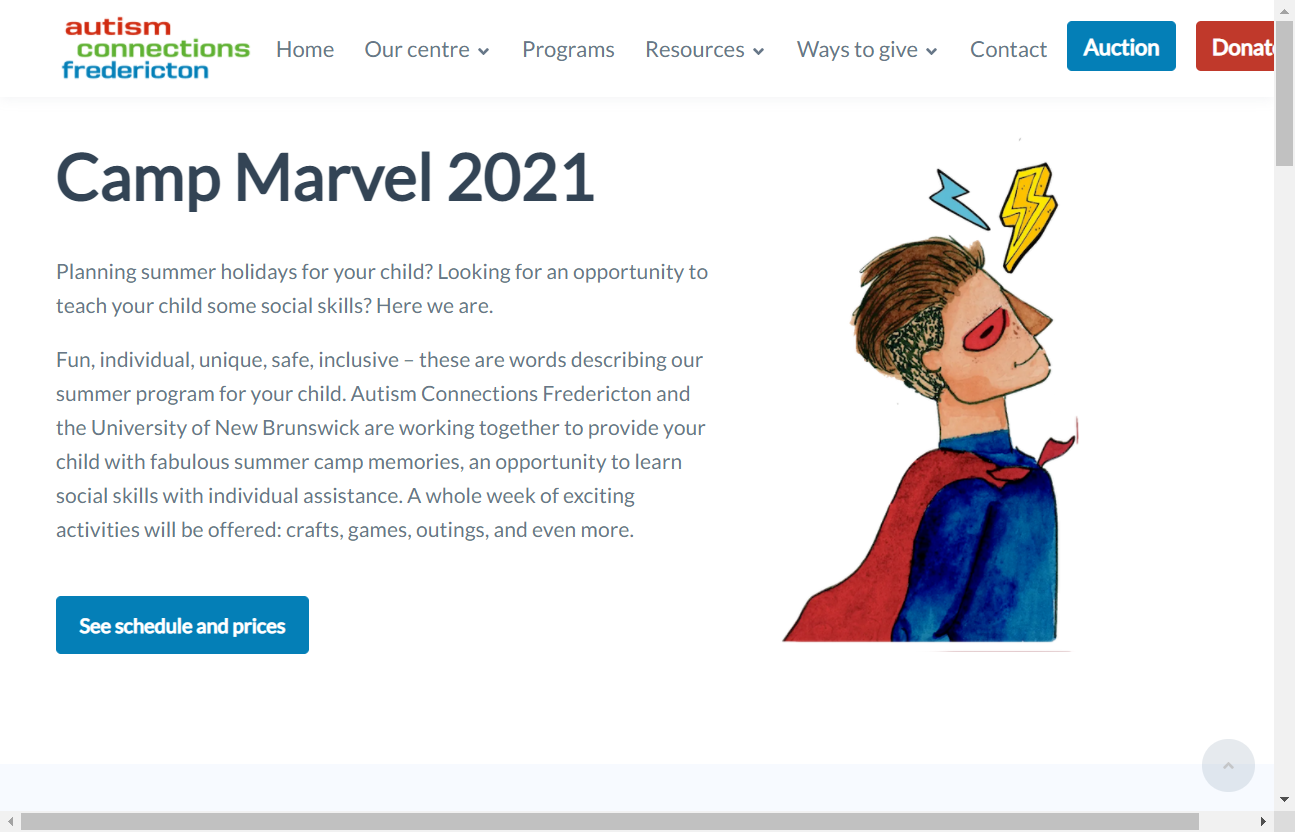 autism
connections
fredericton
Home
Our centre
Programs
Resources
Ways to give
Contact
Auction
Donat
Camp Marvel 2021
Planning summer holidays for your child? Looking for an opportunity to
teach your child some social skills? Here we are.
Fun, individual, unique, safe, inclusive – these are words describing our
summer program for your child. Autism Connections Fredericton and
the University of New Brunswick are working together to provide your
child with fabulous summer camp memories, an opportunity to learn
social skills with individual assistance. A whole week of exciting
activities will be offered: crafts, games, outings, and even more.
See schedule and prices